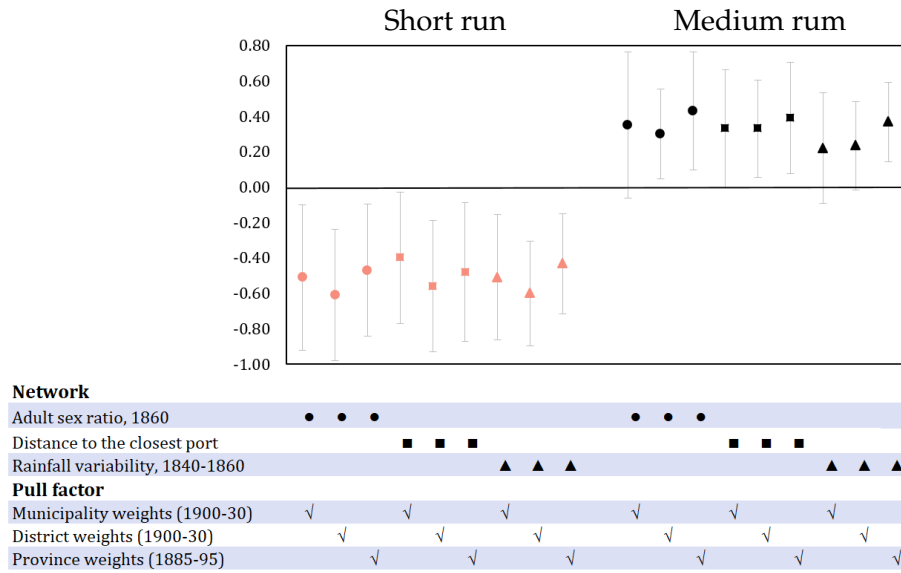 Short run Medium rum
0.80
0.60
0.40
0.20
0.00
-0.20
-0.40
-0.60
-0.80
-1.00
Network
Adult sex ratio, 1860
Distance to the closest port
Rainfall variability, 1840-1860
Pull factor
Municipality weights (1900-30) √ √ √ √ √ √
District weights (1900-30) √ √ √ √ √ √
Province weights (1885-95) √ √ √ √ √ √